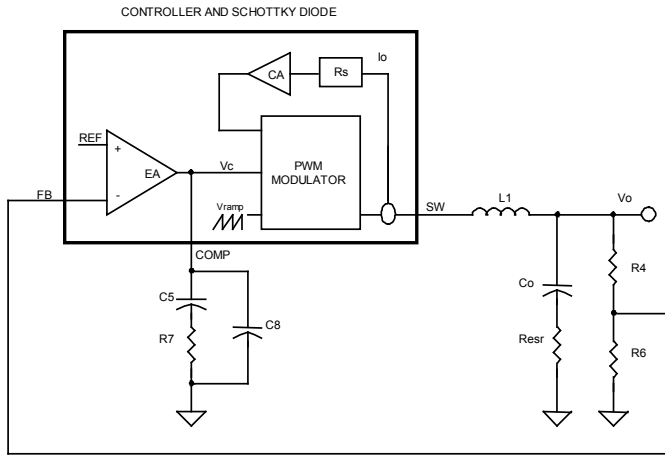 CONTROLLER AND SCHOTTKY DIODE
Io
CA
Rs
REF
+
EA
-
Vc
PWM
MODULATOR
FB
Vramp
SW
L1
Vo
COMP
C5
R7
C8
Co
Resr
R4
R6